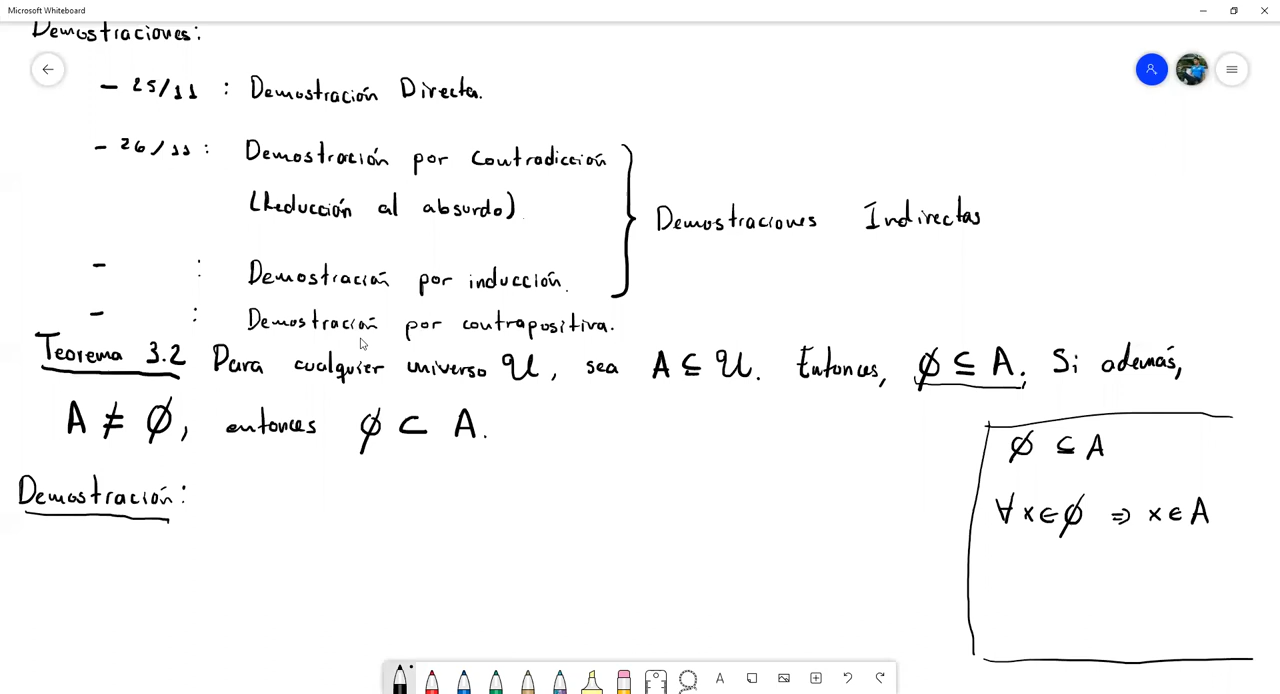 Microsoft Whiteboard
Demostraciones:
- 25/11 : Demostración Directa.
- 26/11 : Demostración por contradicción
(Reducción al absurdo).
Demostraciones Indirectas
- : Demostración por inducción.
- : Demostración por contrapositiva.
Teorema 3.2 Para cualquier universo 𝒰, sea A ⊆ 𝒰. Entonces, ∅ ⊆ A. Si además,
A ≠ ∅, entonces ∅ ⊂ A.
Demostración:
∅ ⊆ A
∀ x ∈ ∅ ⇒ x ∈ A